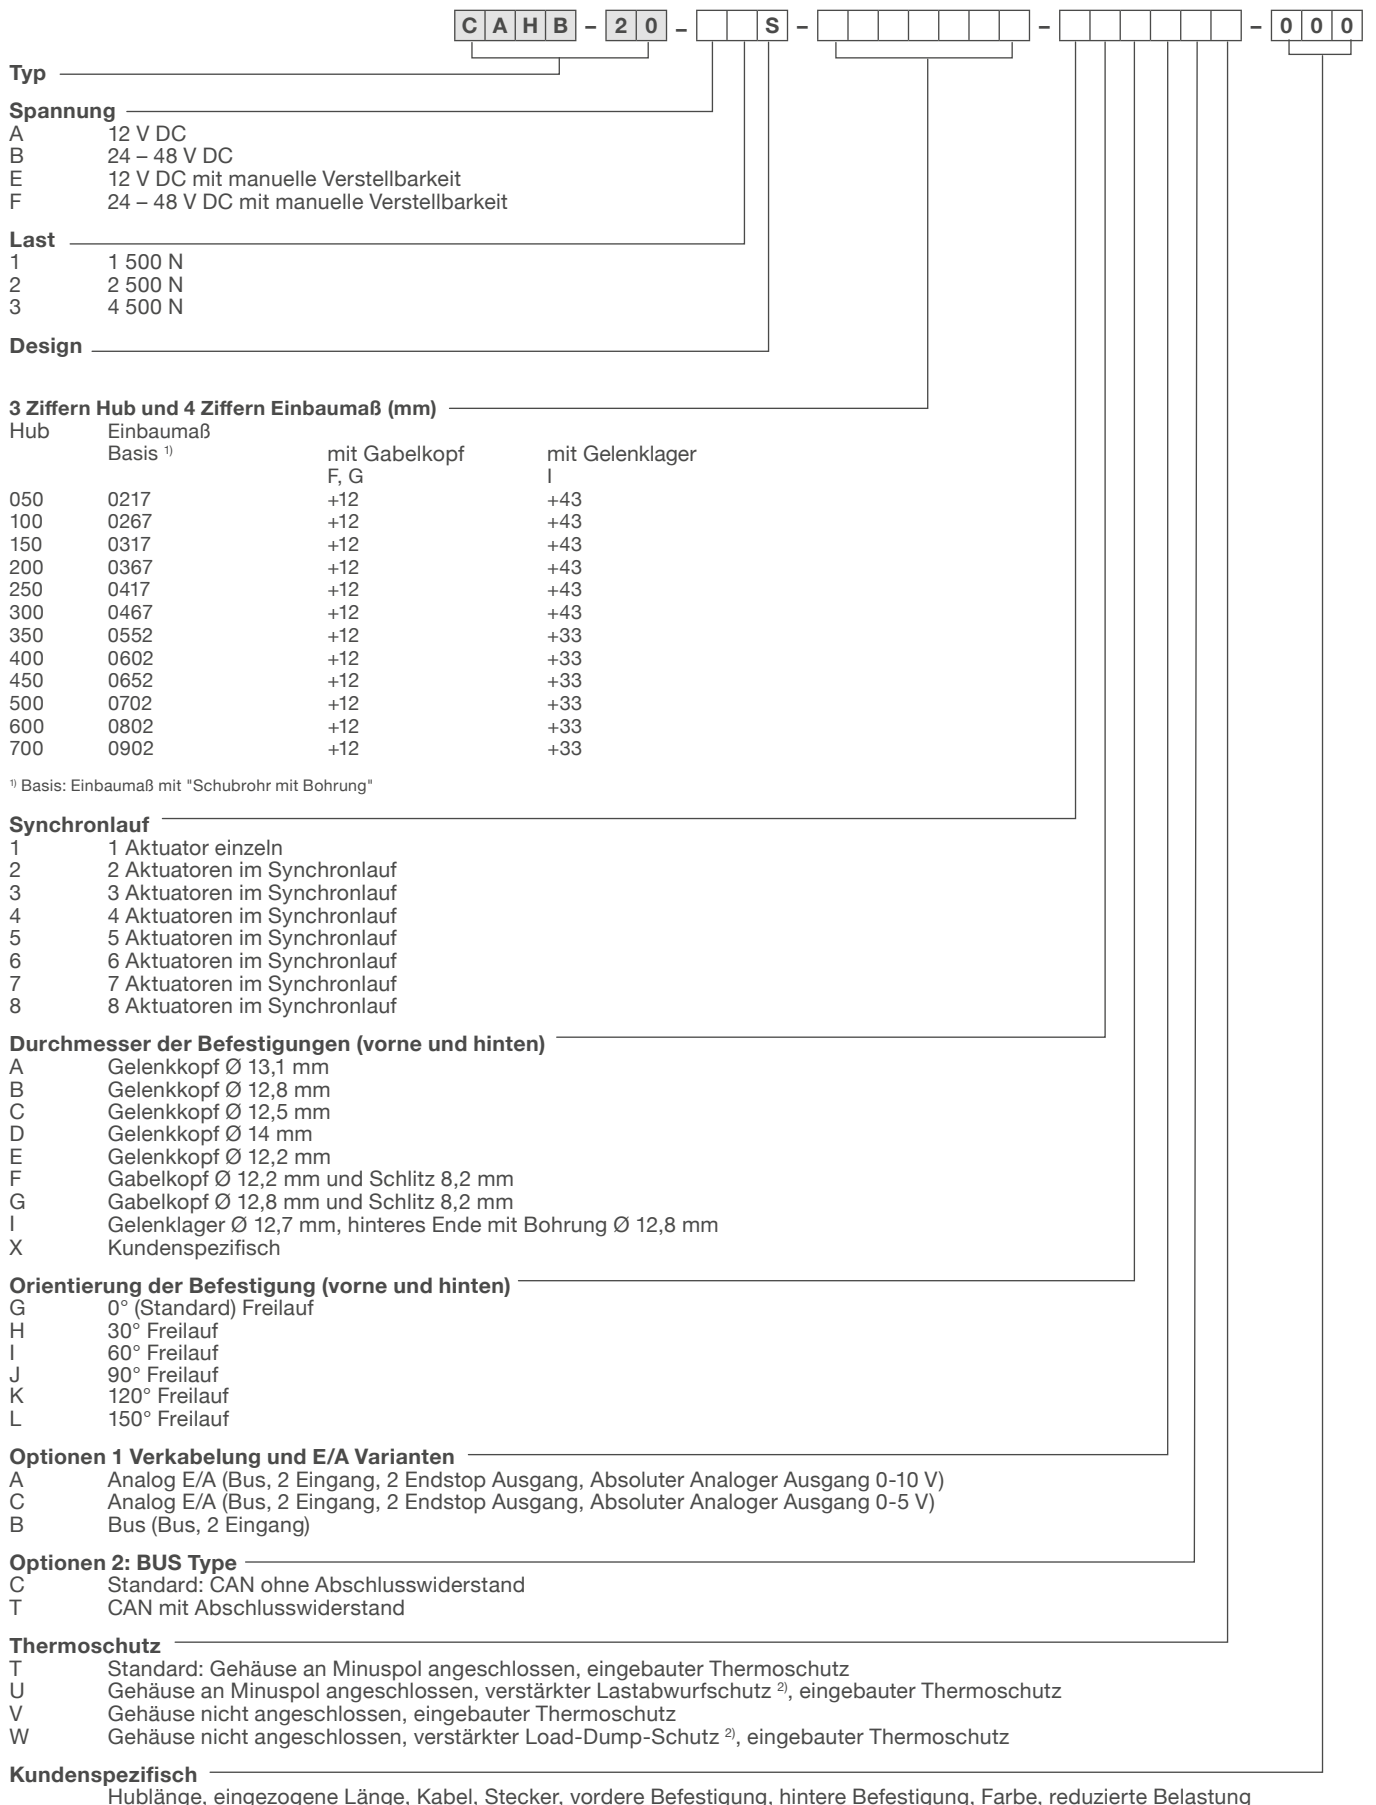 CAHB – 20 – S – – – 000
Typ
Spannung
A 12 V DC
B 24 – 48 V DC
E 12 V DC mit manuelle Verstellbarkeit
F 24 – 48 V DC mit manuelle Verstellbarkeit
Last
1 1 500 N
2 2 500 N
3 4 500 N
Design
3 Ziffern Hub und 4 Ziffern Einbaumaß (mm)
Hub Einbaumaß
Basis 1) mit Gabelkopf mit Gelenklager
F, G I
050 0217 +12 +43
100 0267 +12 +43
150 0317 +12 +43
200 0367 +12 +43
250 0417 +12 +43
300 0467 +12 +43
350 0552 +12 +33
400 0602 +12 +33
450 0652 +12 +33
500 0702 +12 +33
600 0802 +12 +33
700 0902 +12 +33
1) Basis: Einbaumaß mit "Schubrohr mit Bohrung"
Synchronlauf
1 1 Aktuator einzeln
2 2 Aktuatoren im Synchronlauf
3 3 Aktuatoren im Synchronlauf
4 4 Aktuatoren im Synchronlauf
5 5 Aktuatoren im Synchronlauf
6 6 Aktuatoren im Synchronlauf
7 7 Aktuatoren im Synchronlauf
8 8 Aktuatoren im Synchronlauf
Durchmesser der Befestigungen (vorne und hinten)
A Gelenkkopf Ø 13,1 mm
B Gelenkkopf Ø 12,8 mm
C Gelenkkopf Ø 12,5 mm
D Gelenkkopf Ø 14 mm
E Gelenkkopf Ø 12,2 mm
F Gabelkopf Ø 12,2 mm und Schlitz 8,2 mm
G Gabelkopf Ø 12,8 mm und Schlitz 8,2 mm
I Gelenklager Ø 12,7 mm, hinteres Ende mit Bohrung Ø 12,8 mm
X Kundenspezifisch
Orientierung der Befestigung (vorne und hinten)
G 0° (Standard) Freilauf
H 30° Freilauf
I 60° Freilauf
J 90° Freilauf
K 120° Freilauf
L 150° Freilauf
Optionen 1 Verkabelung und E/A Varianten
A Analog E/A (Bus, 2 Eingang, 2 Endstop Ausgang, Absoluter Analoger Ausgang 0-10 V)
C Analog E/A (Bus, 2 Eingang, 2 Endstop Ausgang, Absoluter Analoger Ausgang 0-5 V)
B Bus (Bus, 2 Eingang)
Optionen 2: BUS Type
C Standard: CAN ohne Abschlusswiderstand
T CAN mit Abschlusswiderstand
Thermoschutz
T Standard: Gehäuse an Minuspol angeschlossen, eingebauter Thermoschutz
U Gehäuse an Minuspol angeschlossen, verstärkter Lastabwurfschutz 2), eingebauter Thermoschutz
V Gehäuse nicht angeschlossen, eingebauter Thermoschutz
W Gehäuse nicht angeschlossen, verstärkter Load-Dump-Schutz 2), eingebauter Thermoschutz
Kundenspezifisch
Hublänge, eingezogene Länge, Kabel, Stecker, vordere Befestigung, hintere Befestigung, Farbe, reduzierte Belastung